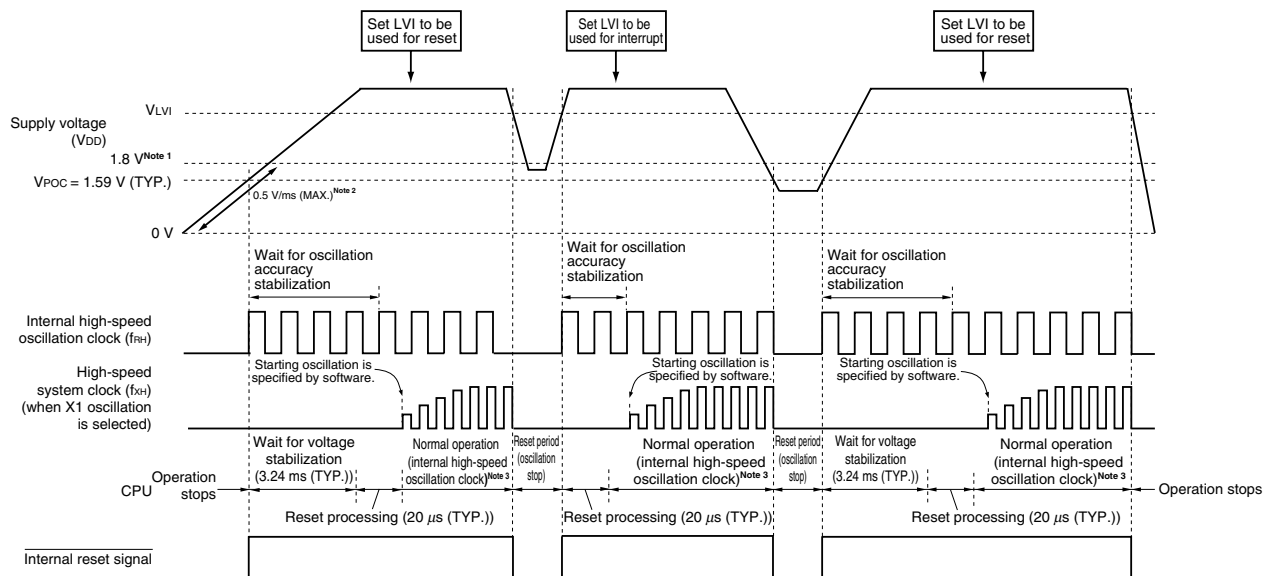 Set LVI to be
used for reset
Set LVI to be
used for interrupt
Set LVI to be
used for reset
VLVI
Supply voltage
(VDD)
1.8 VNote 1
VPOC = 1.59 V (TYP.)
0.5 V/ms (MAX.)Note 2
0 V
Wait for oscillation
accuracy
stabilization
Wait for oscillation
accuracy
stabilization
Wait for oscillation
accuracy
stabilization
Internal high-speed
oscillation clock (fRH)
Starting oscillation is
specified by software.
Starting oscillation is
specified by software.
Starting oscillation is
specified by software.
High-speed
system clock (fXH)
(when X1 oscillation
is selected)
Wait for voltage
stabilization
(3.24 ms (TYP.))
Normal operation
(internal high-speed
oscillation clock)Note 3
Reset period
(oscillation
stop)
Normal operation
(internal high-speed
oscillation clock)Note 3
Reset period
(oscillation
stop)
Wait for voltage
stabilization
(3.24 ms (TYP.))
Normal operation
(internal high-speed
oscillation clock)Note 3
CPU
Operation
stops
Operation stops
Reset processing (20 μs (TYP.))
Reset processing (20 μs (TYP.))
Reset processing (20 μs (TYP.))
Internal reset signal